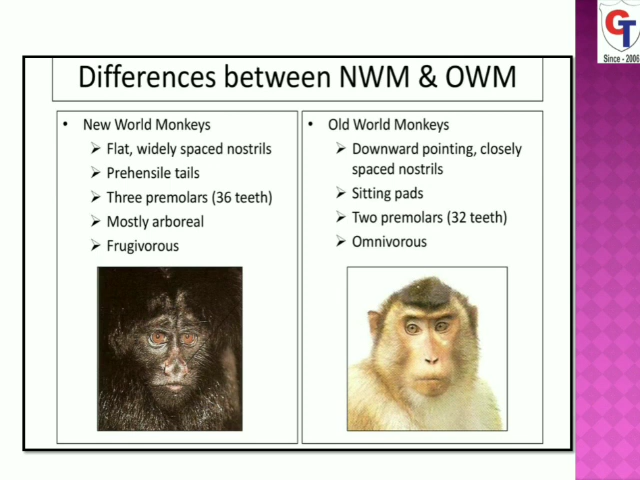 GT
Since - 2006
Differences between NWM & OWM
• New World Monkeys
➢ Flat, widely spaced nostrils
➢ Prehensile tails
➢ Three premolars (36 teeth)
➢ Mostly arboreal
➢ Frugivorous
• Old World Monkeys
➢ Downward pointing, closely
spaced nostrils
➢ Sitting pads
➢ Two premolars (32 teeth)
➢ Omnivorous